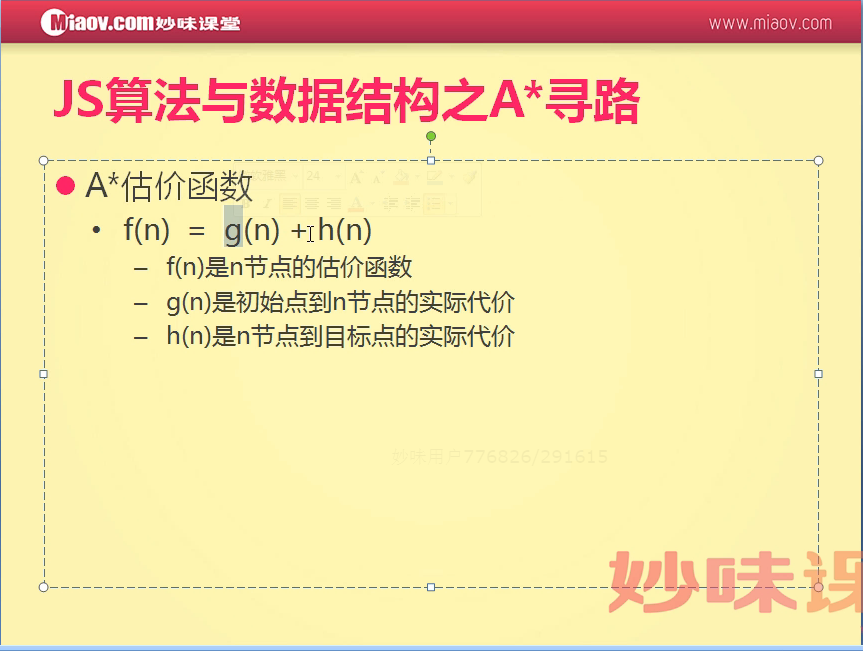 Miaov.com妙味课堂
www.miaov.com
JS算法与数据结构之A*寻路
A*估价函数
f(n) = g(n) + h(n)
f(n)是n节点的估价函数
g(n)是初始点到n节点的实际代价
h(n)是n节点到目标点的实际代价
妙味用户776826/291615
妙味课